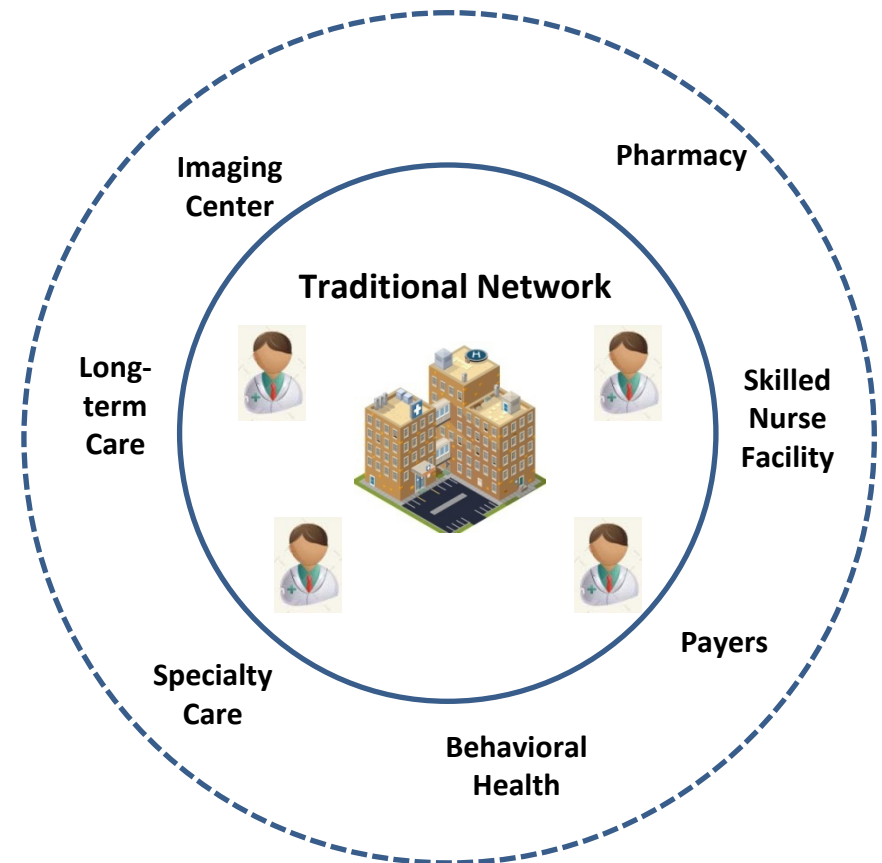 Pharmacy
Imaging
Center
Traditional Network
Long-
term
Care
Skilled
Nurse
Facility
Payers
Specialty
Care
Behavioral
Health
H